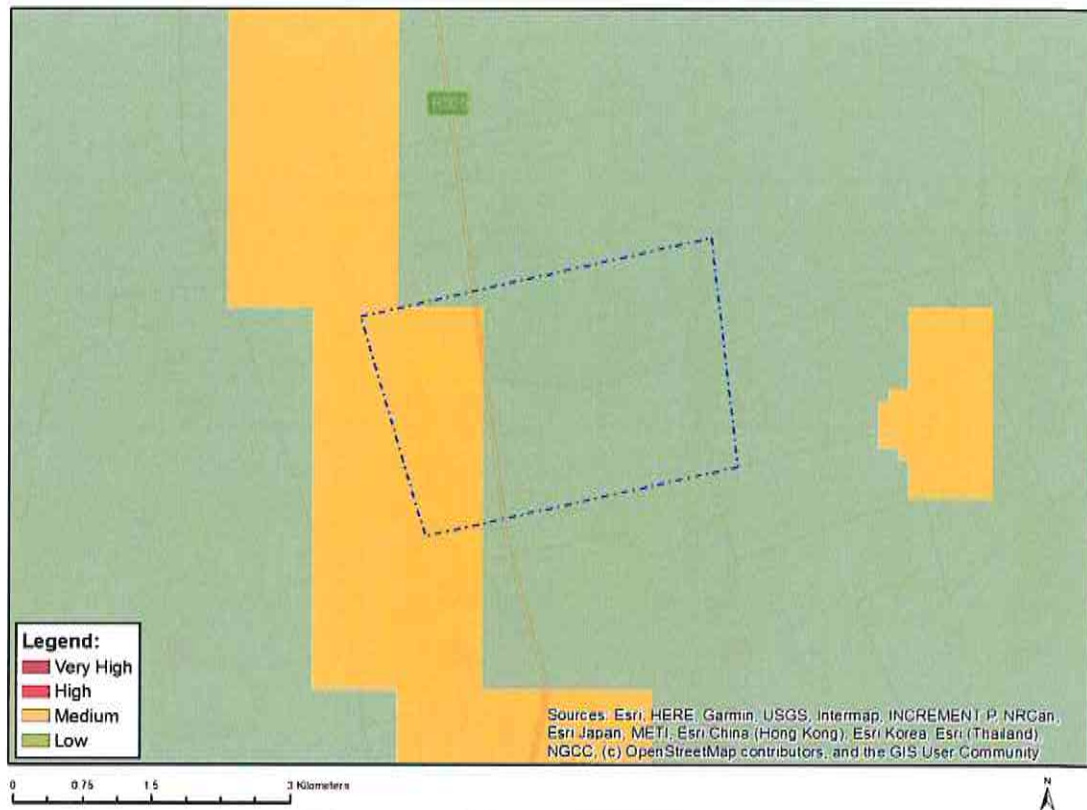 Legend:
Very High
High
Medium
Low
Sources: Esri, HERE, Garmin, USGS, Intermap, INCREMENT P, NRCan,
Esri Japan, METI, Esri China (Hong Kong), Esri Korea, Esri (Thailand),
NGCC, (c) OpenStreetMap contributors, and the GIS User Community
0 0.75 1.5 3 Kilometers
N